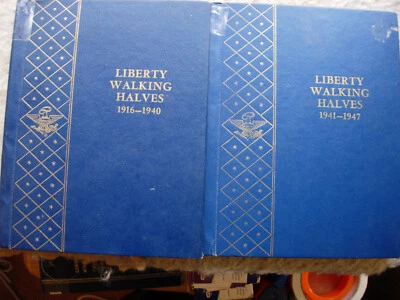 LIBERTY
WALKING
HALVES
1916—1940
LIBERTY
WALKING
HALVES
1941—1947